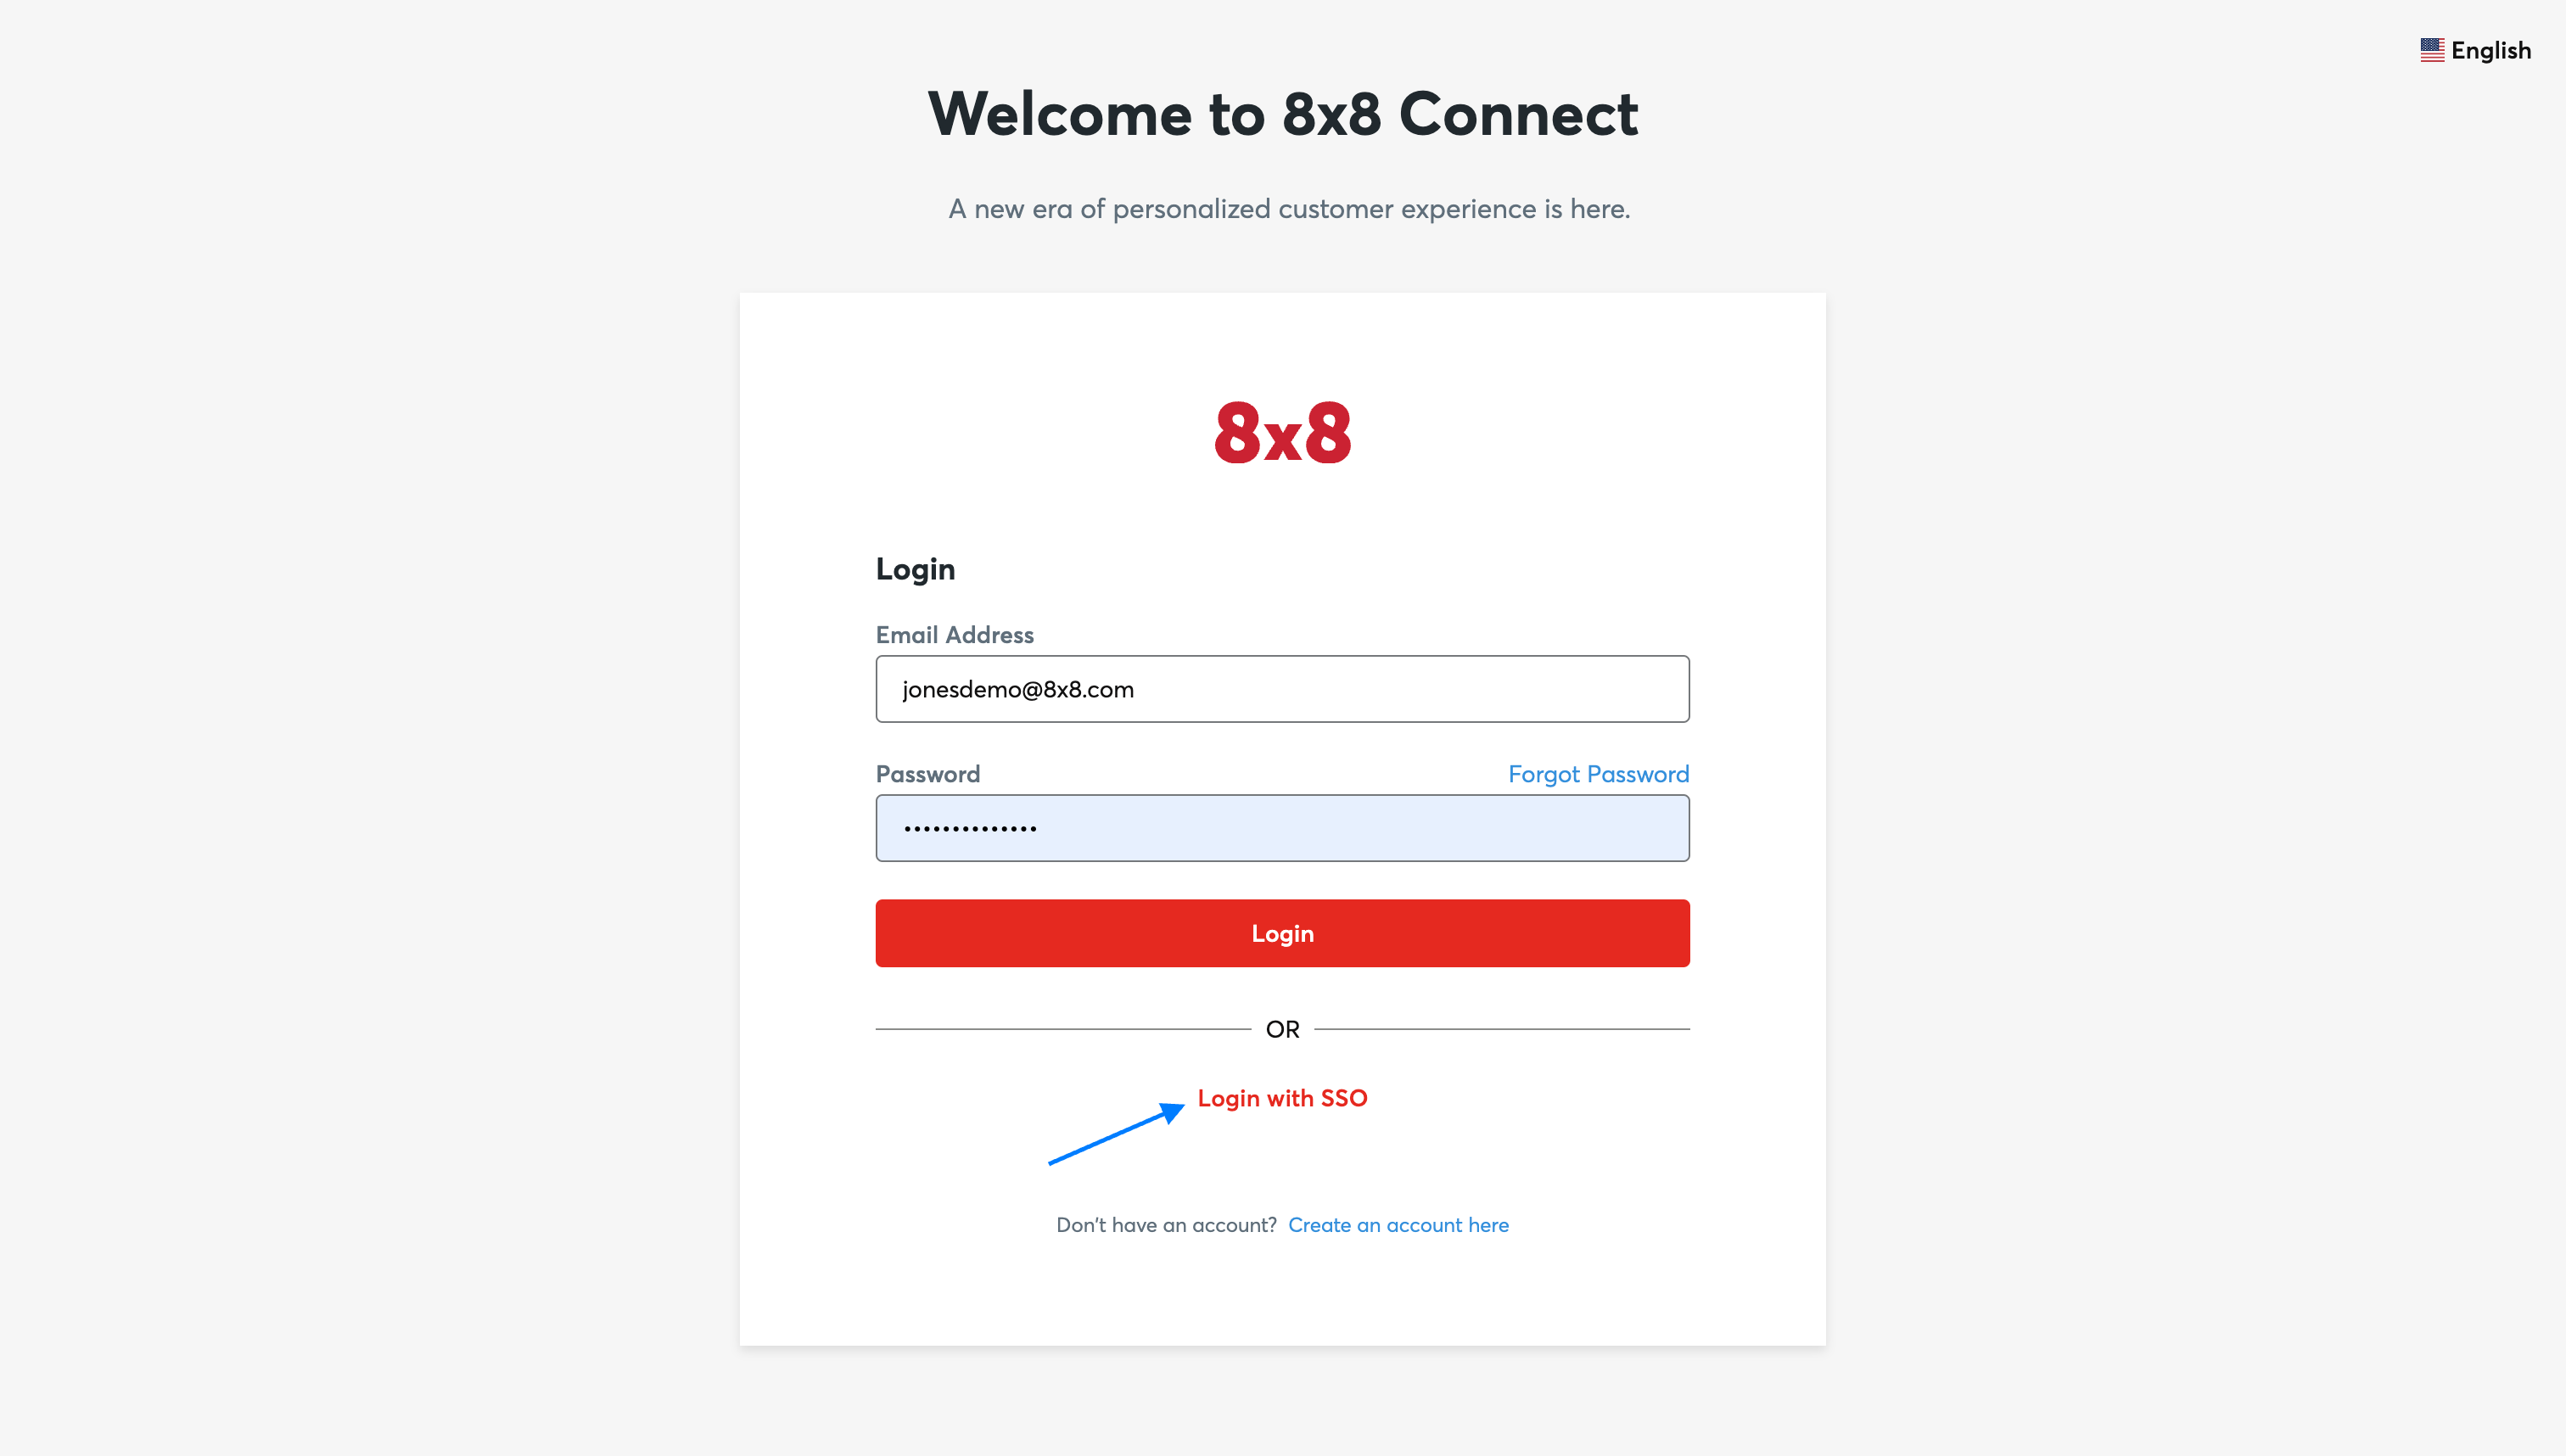 English
Welcome to 8x8 Connect
A new era of personalized customer experience is here.
8x8
Login
Email Address
jonesdemo@8x8.com
Password Forgot Password
••••••••••••••
Login
OR
Login with SSO
Don't have an account? Create an account here